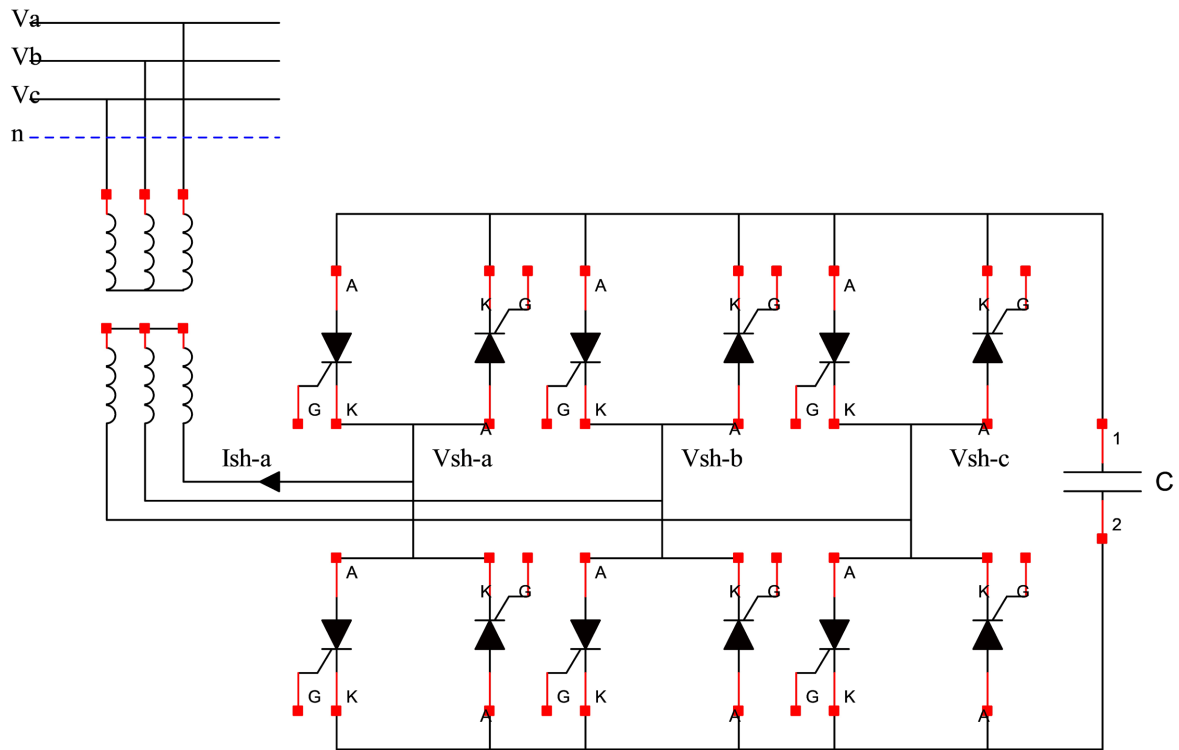 Va
Vb
Vc
n
A K G A K G A K G
G K A G K A G K A
1
Ish-a Vsh-a Vsh-b Vsh-c
C
2
A K G A K G A K G
G K A G K A G K A